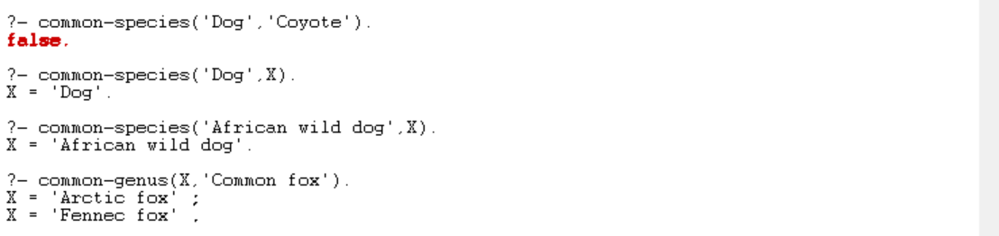 ?- common-species('Dog','Coyote').
false.
?- common-species('Dog',X).
X = 'Dog'.
?- common-species('African wild dog',X).
X = 'African wild dog'.
?- common-genus(X,'Common fox').
X = 'Arctic fox' ;
X = 'Fennec fox' .